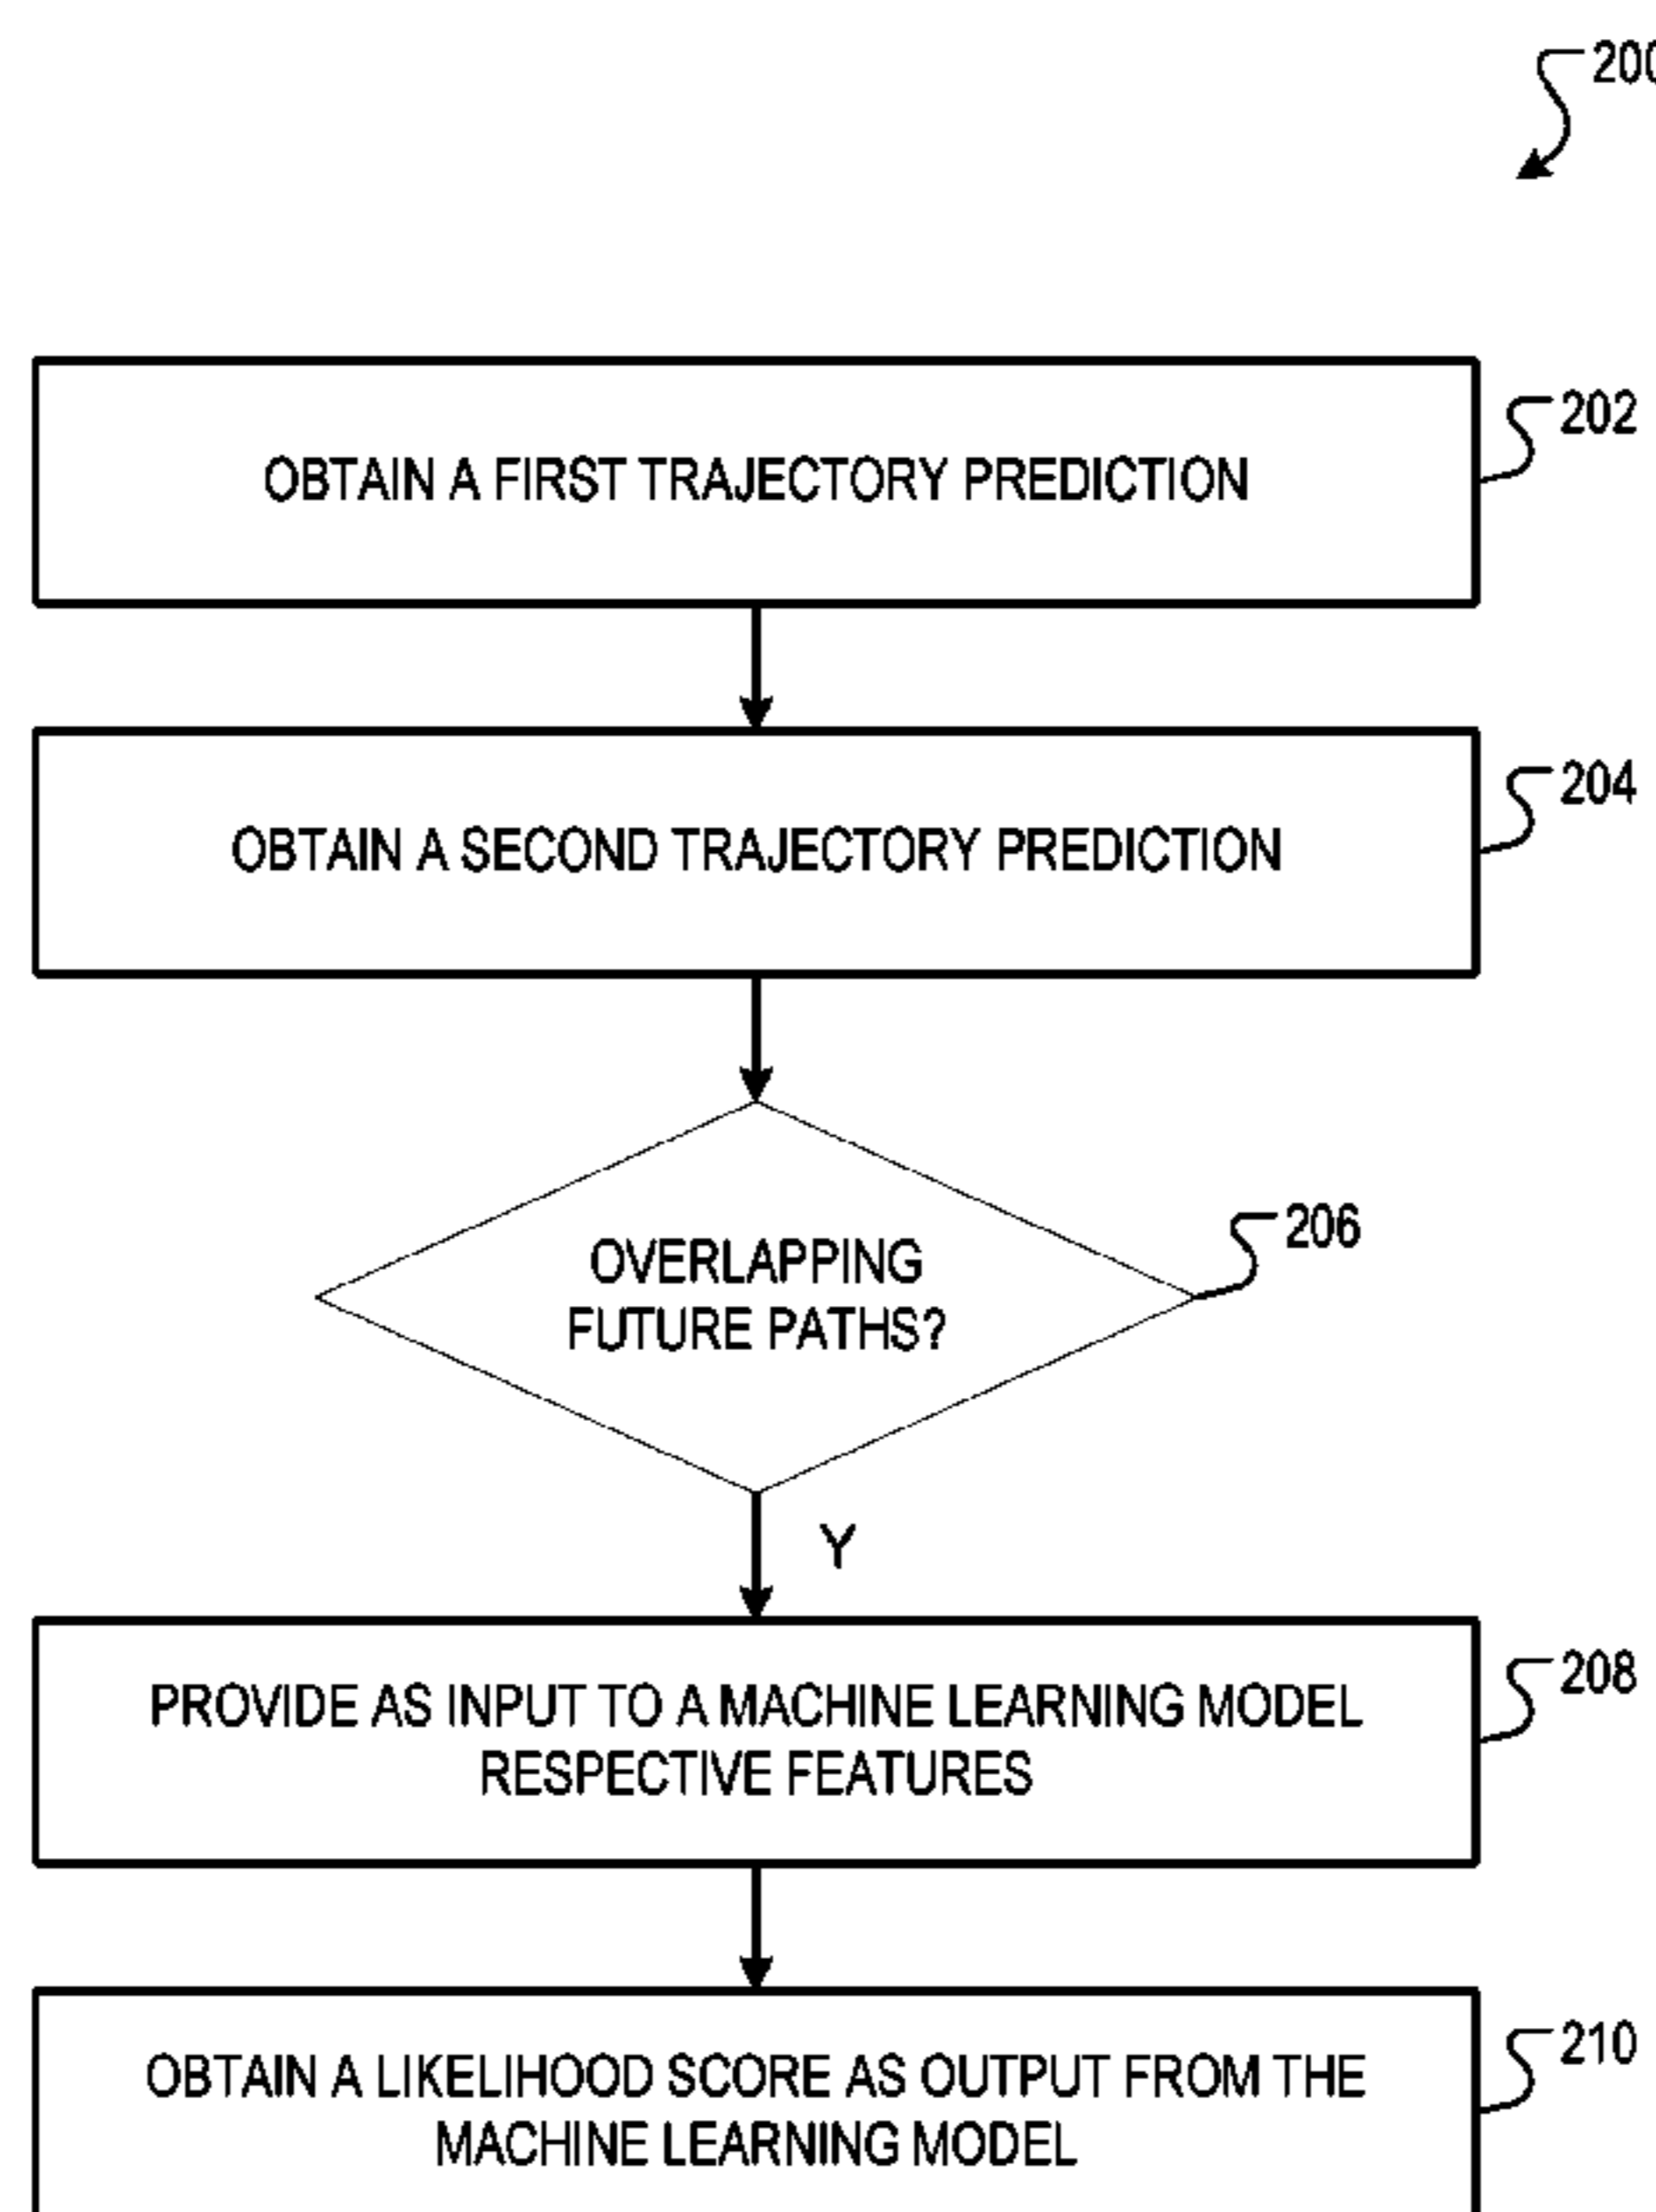 200
OBTAIN A FIRST TRAJECTORY PREDICTION
202
OBTAIN A SECOND TRAJECTORY PREDICTION
204
OVERLAPPING
FUTURE PATHS?
206
Y
PROVIDE AS INPUT TO A MACHINE LEARNING MODEL
RESPECTIVE FEATURES
208
OBTAIN A LIKELIHOOD SCORE AS OUTPUT FROM THE
MACHINE LEARNING MODEL
210